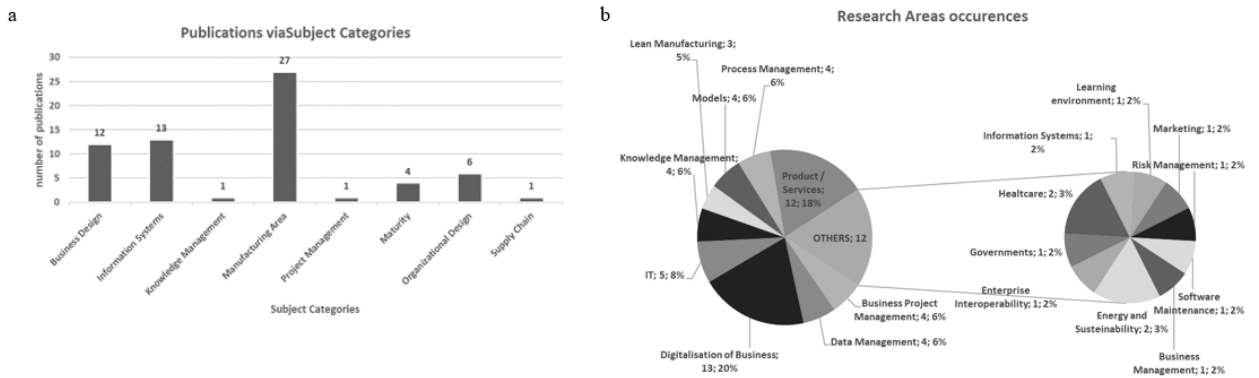 a
Publications viaSubject Categories
number of publications
30
25
20
15
10
5
0
12
13
1
27
1
4
6
1
Business Design
Information Systems
Knowledge Management
Manufacturing Area
Project Management
Maturity
Organizational Design
Supply Chain
Subject Categories
b
Research Areas occurences
Lean Manufacturing; 3;
5%
Process Management; 4;
6%
Models; 4; 6%
Knowledge Management;
4; 6%
IT; 5; 8%
Digitalisation of Business;
13; 20%
Data Management; 4; 6%
Business Project
Management; 4; 6%
Product /
Services;
12; 18%
OTHERS; 12
Learning
environment; 1; 2%
Information Systems; 1;
2%
Marketing; 1; 2%
Risk Management; 1; 2%
Healtcare; 2; 3%
Governments; 1; 2%
Enterprise
Interoperability; 1; 2%
Energy and
Susteinability; 2; 3%
Software
Maintenance; 1; 2%
Business
Management; 1; 2%